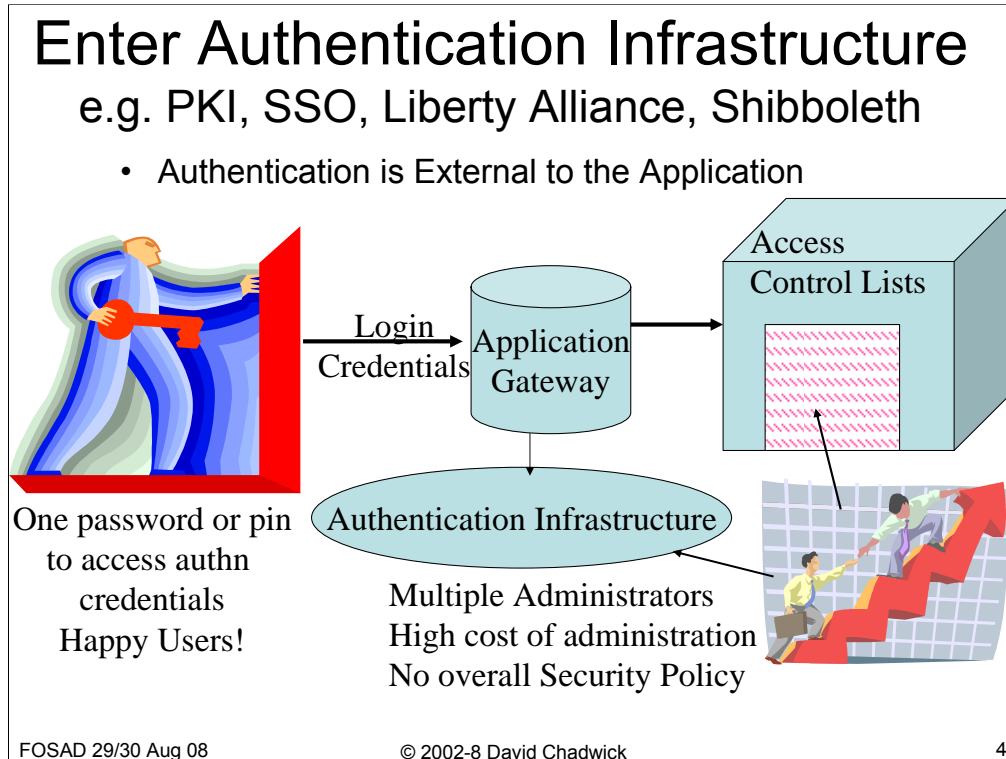 Enter Authentication Infrastructure
e.g. PKI, SSO, Liberty Alliance, Shibboleth
• Authentication is External to the Application
Login
Credentials
Application
Gateway
Access
Control Lists
Authentication Infrastructure
One password or pin
to access authn
credentials
Happy Users!
Multiple Administrators
High cost of administration
No overall Security Policy
FOSAD 29/30 Aug 08
© 2002-8 David Chadwick
4